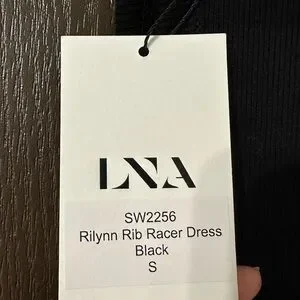 LNA
SW2256
Rilynn Rib Racer Dress
Black
S